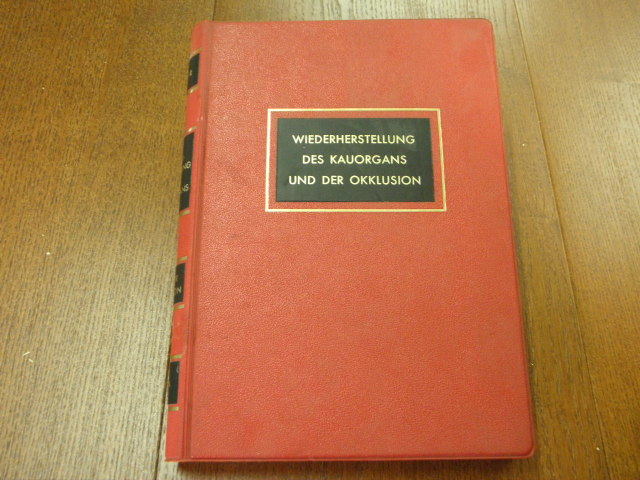 WIEDERHERSTELLUNG
DES KAUORGANS
UND DER OKKLUSION